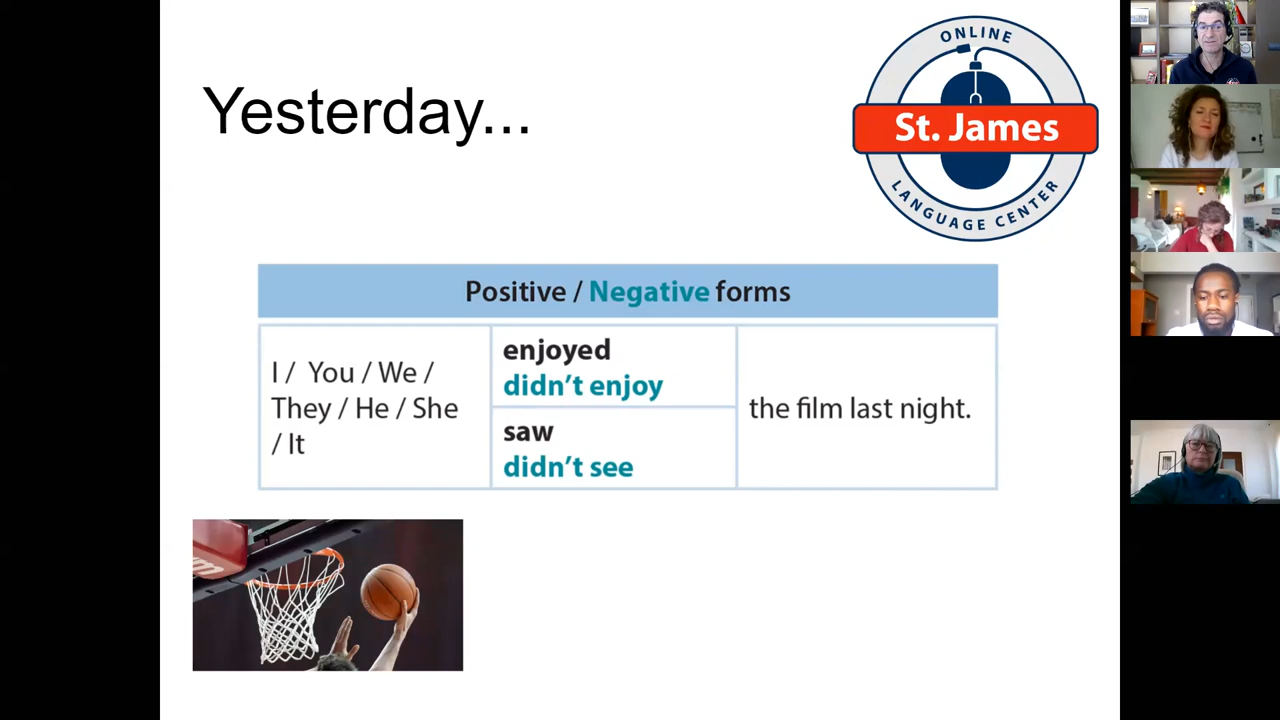 Yesterday...
ONLINE
St. James
LANGUAGE CENTER
Positive / Negative forms
I / You / We /
They / He / She
/ It
enjoyed
didn't enjoy
saw
didn't see
the film last night.